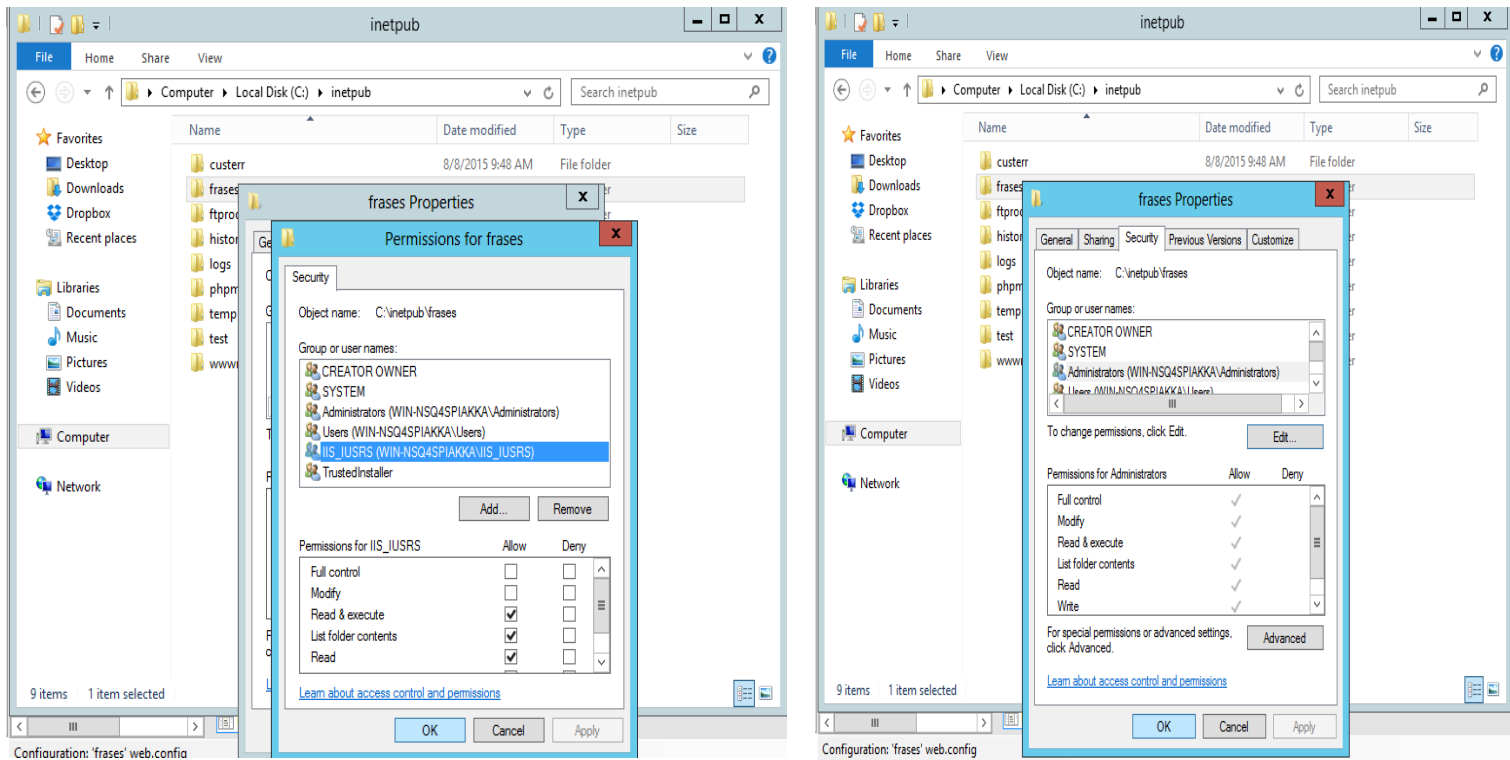 inetpub
File Home Share View
Computer Local Disk (C:) inetpub
Search inetpub
Favorites
Desktop
Downloads
Dropbox
Recent places
Libraries
Documents
Music
Pictures
Videos
Computer
Network
Name Date modified Type Size
custerr 8/8/2015 9:48 AM File folder
frases
logs
temp
test
frases Properties
Permissions for frases
Security
Object name: C:\inetpub\frases
Group or user names:
CREATOR OWNER
SYSTEM
Administrators (WIN-NSQ4SPIAKKA\Administrators)
Users (WIN-NSQ4SPIAKKA\Users)
IIS_IUSRS (WIN-NSQ4SPIAKKA\IIS_IUSRS)
TrustedInstaller
Add... Remove
Permissions for IIS_IUSRS Allow Deny
Full control
Modify
Read & execute
List folder contents
Read
Learn about access control and permissions
OK Cancel Apply
9 items 1 item selected
Configuration: 'frases' web.config
inetpub
File Home Share View
Computer Local Disk (C:) inetpub
Search inetpub
Favorites
Desktop
Downloads
Dropbox
Recent places
Libraries
Documents
Music
Pictures
Videos
Computer
Network
Name Date modified Type Size
custerr 8/8/2015 9:48 AM File folder
frases
logs
temp
test
frases Properties
General Sharing Security Previous Versions Customize
Object name: C:\inetpub\frases
Group or user names:
CREATOR OWNER
SYSTEM
Administrators (WIN-NSQ4SPIAKKA\Administrators)
Users (WIN-NSQ4SPIAKKA\Users)
To change permissions, click Edit.
Edit...
Permissions for Administrators Allow Deny
Full control
Modify
Read & execute
List folder contents
Read
Write
For special permissions or advanced settings,
click Advanced.
Advanced
Learn about access control and permissions
OK Cancel Apply
9 items 1 item selected
Configuration: 'frases' web.config